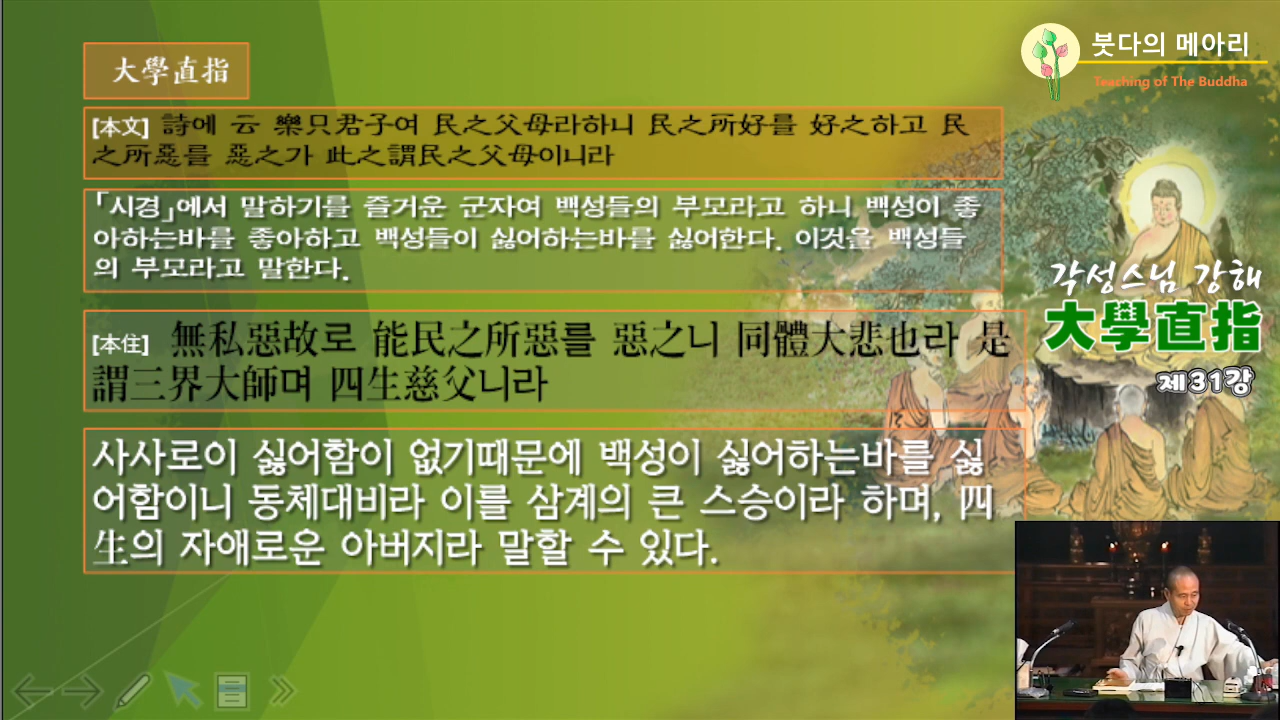 大學直指
[本文] 詩에 云 樂只君子여 民之父母라하니 民之所好를 好之하고 民
之所惡를 惡之가 此之謂民之父母이니라
「시경」에서 말하기를 즐거운 군자여 백성들의 부모라고 하니 백성이 좋
아하는바를 좋아하고 백성들이 싫어하는바를 싫어한다. 이것을 백성들
의 부모라고 말한다.
[本住] 無私惡故로 能民之所惡를 惡之니 同體大悲也라 是
謂三界大師며 四生慈父니라
사사로이 싫어함이 없기때문에 백성이 싫어하는바를 싫
어함이니 동체대비라 이를 삼계의 큰 스승이라 하며, 四
生의 자애로운 아버지라 말할 수 있다.
붓다의 메아리
Teaching of The Buddha
각성스님 강해
大學直指
제31강